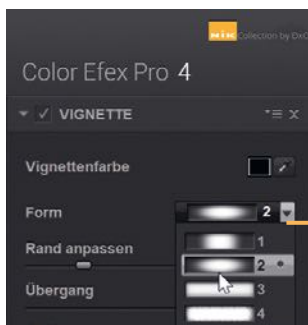 nik Collection by DxO
Color Efex Pro 4
VIGNETTE
Vignettenfarbe
Form 2
1
Rand anpassen
2
3
Übergang
4